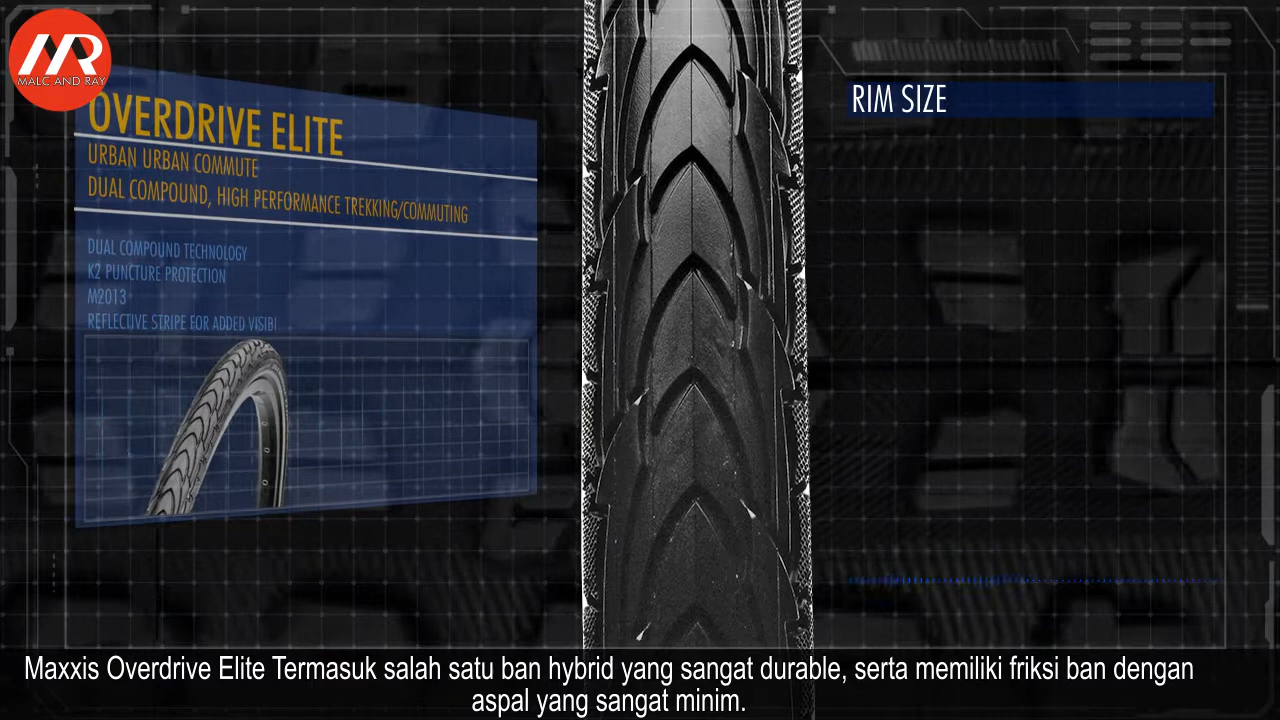 MR
MALC AND RAY
OVERDRIVE ELITE
URBAN URBAN COMMUTE
DUAL COMPOUND, HIGH PERFORMANCE TREKKING/COMMUTING
DUAL COMPOUND TECHNOLOGY
K2 PUNCTURE PROTECTION
M2013
REFLECTIVE STRIPE FOR ADDED VISIBI
RIM SIZE
Maxxis Overdrive Elite Termasuk salah satu ban hybrid yang sangat durable, serta memiliki friksi ban dengan
aspal yang sangat minim.